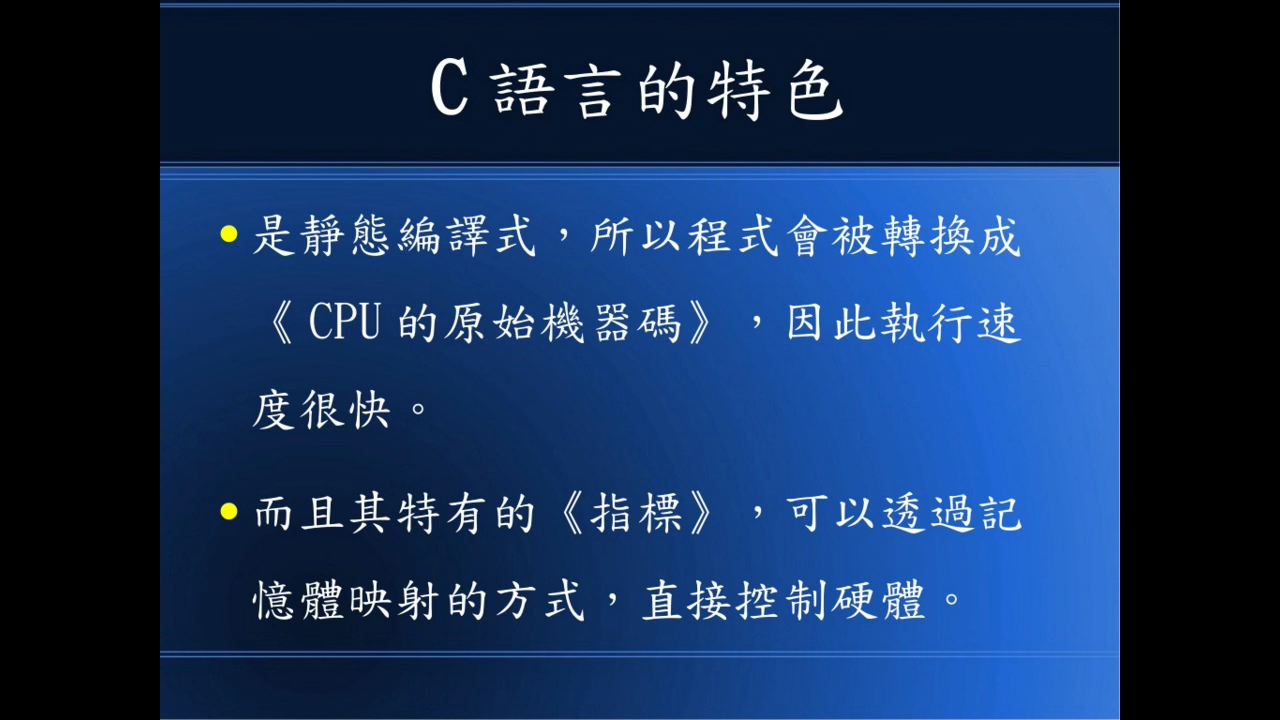 C 語言的特色
是靜態編譯式，所以程式會被轉換成
《 CPU 的原始機器碼》，因此執行速
度很快。
而且其特有的《指標》，可以透過記
憶體映射的方式，直接控制硬體。